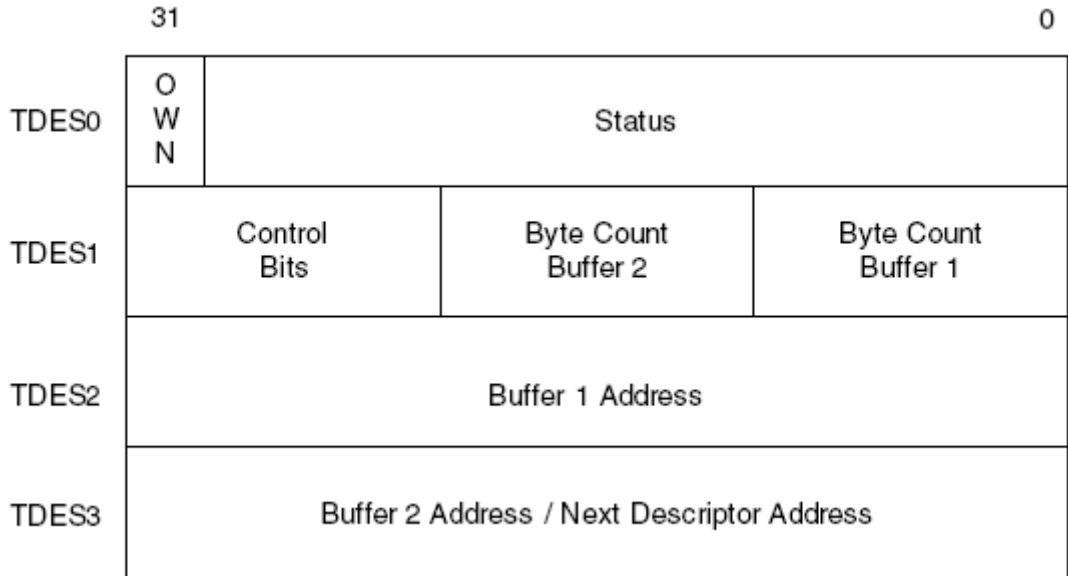 31 0
TDES0
O
W
N
Status
TDES1
Control
Bits
Byte Count
Buffer 2
Byte Count
Buffer 1
TDES2
Buffer 1 Address
TDES3
Buffer 2 Address / Next Descriptor Address